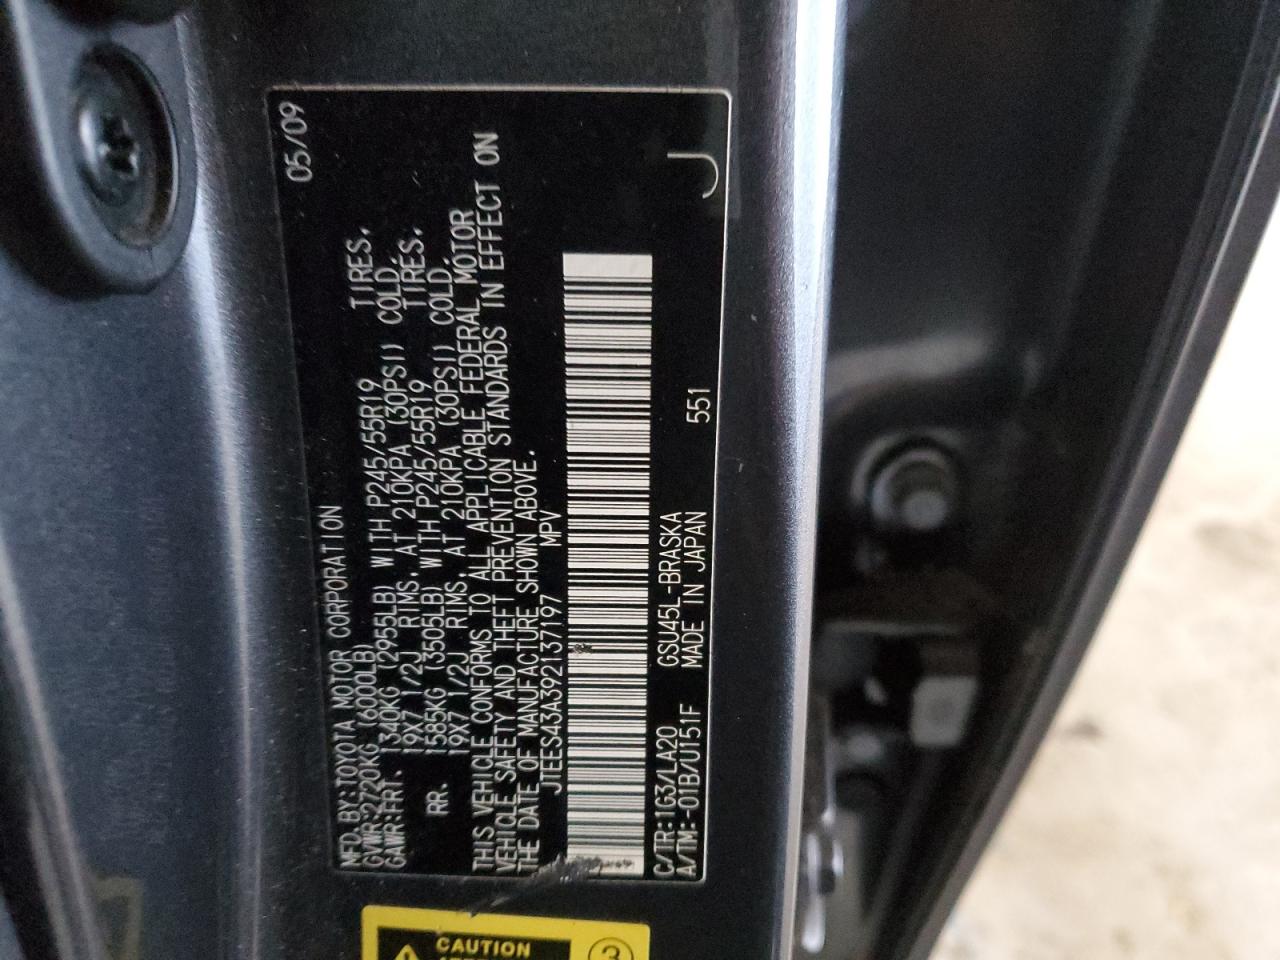 MFD. BY: TOYOTA MOTOR CORPORATION 05/09
GVWR: 2720KG (6000LB)
GAWR: FRT. 1340KG (2955LB) WITH P245/55R19 TIRES,
19X7 1/2J RIMS, AT 210KPA (30PSI) COLD.
RR. 1585KG (3505LB) WITH P245/55R19 TIRES,
19X7 1/2J RIMS, AT 210KPA (30PSI) COLD.
THIS VEHICLE CONFORMS TO ALL APPLICABLE FEDERAL MOTOR
VEHICLE SAFETY AND THEFT PREVENTION STANDARDS IN EFFECT ON
THE DATE OF MANUFACTURE SHOWN ABOVE.
JTEES43A392137197 MPV
C/TR: 1G3/LA20 GSU45L-BRASKA
A/TM: -01B/U151F MADE IN JAPAN 551
J
CAUTION
3